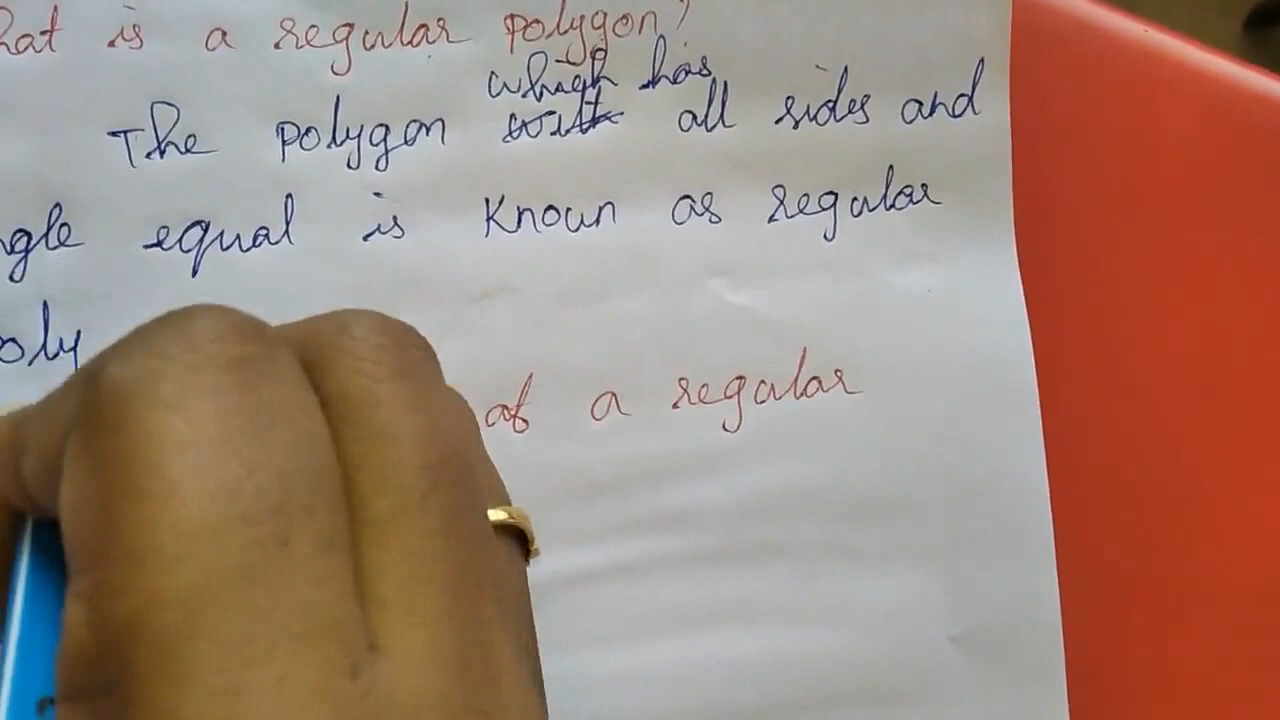 hat is a regular polygon?
which has
The polygon with all sides and
ngle equal is known as regular
oly
of a regular